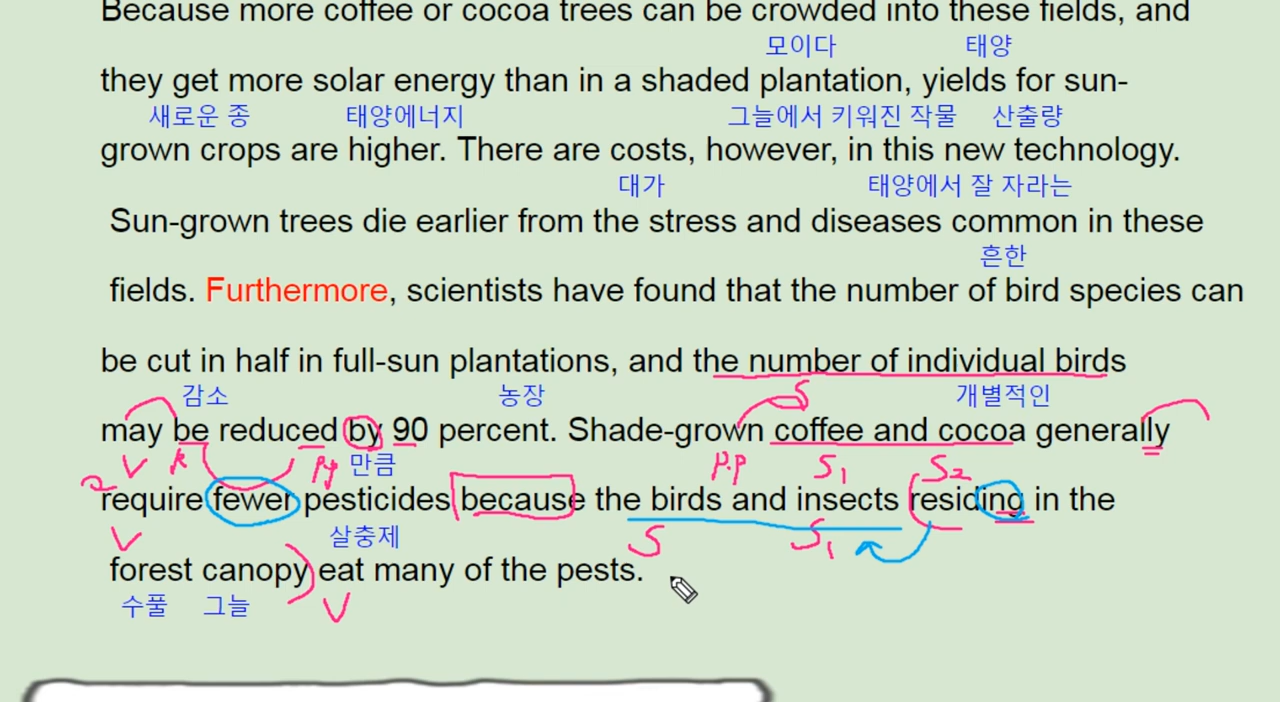 Because more coffee or cocoa trees can be crowded into these fields, and
모이다 태양
they get more solar energy than in a shaded plantation, yields for sun-
새로운 종 태양에너지 그늘에서 키워진 작물 산출량
grown crops are higher. There are costs, however, in this new technology.
대가 태양에서 잘 자라는
Sun-grown trees die earlier from the stress and diseases common in these
흔한
fields. Furthermore, scientists have found that the number of bird species can
be cut in half in full-sun plantations, and the number of individual birds
감소 농장 S 개별적인
may be reduced by 90 percent. Shade-grown coffee and cocoa generally
V 만큼 p.p S1 S2
require fewer pesticides because the birds and insects residing in the
V 살충제 S S1
forest canopy) eat many of the pests.
수풀 그늘 V